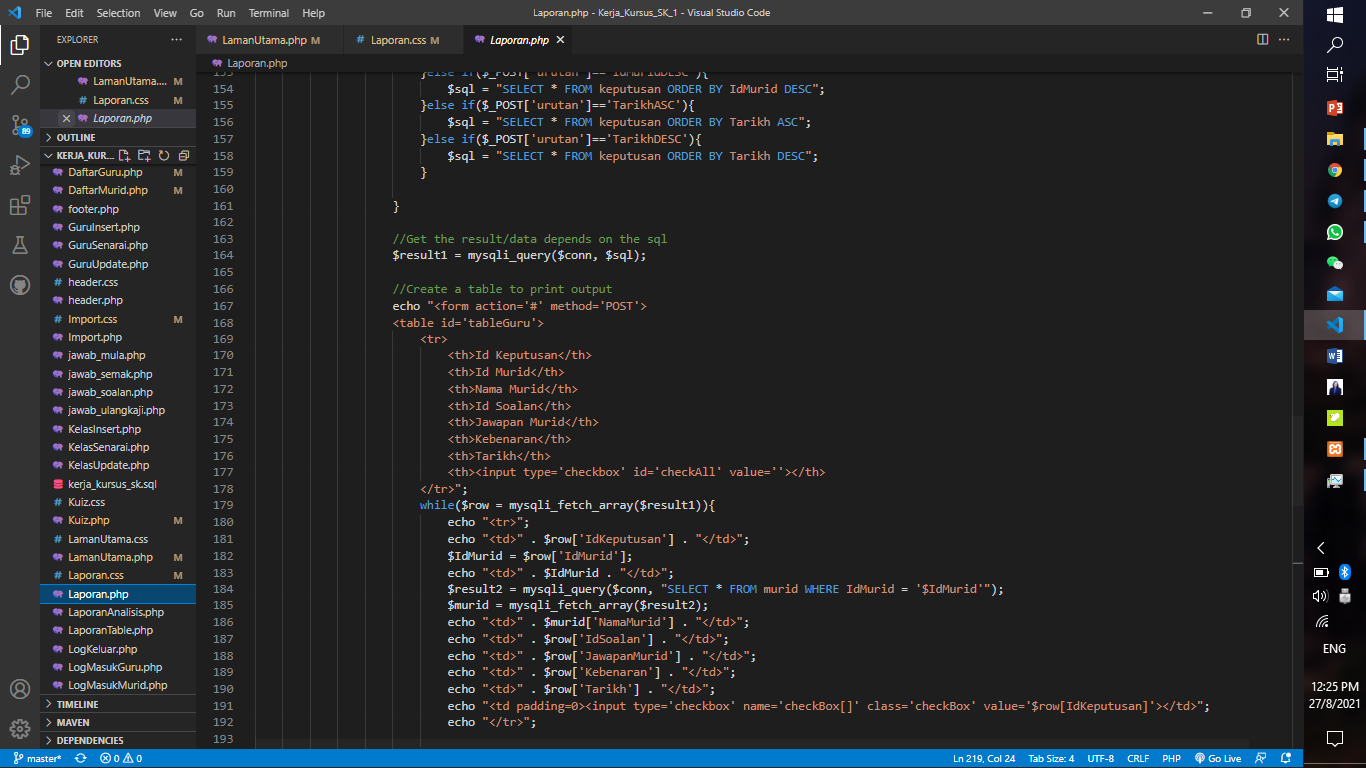 File Edit Selection View Go Run Terminal Help Laporan.php - Kerja_Kursus_SK_1 - Visual Studio Code
EXPLORER
OPEN EDITORS
LamanUtama.... M
Laporan.css M
Laporan.php
OUTLINE
KERJA_KUR...
DaftarGuru.php M
DaftarMurid.php M
footer.php
GuruInsert.php
GuruSenarai.php
GuruUpdate.php
header.css
header.php
Import.css M
Import.php
jawab_mula.php
jawab_semak.php
jawab_soalan.php
jawab_ulangkaji.php
KelasInsert.php
KelasSenarai.php
KelasUpdate.php
kerja_kursus_sk.sql
Kuiz.css
Kuiz.php M
LamanUtama.css
LamanUtama.php M
Laporan.css M
Laporan.php
LaporanAnalisis.php
LaporanTable.php
LogKeluar.php
LogMasukGuru.php
LogMasukMurid.php
TIMELINE
MAVEN
DEPENDENCIES
89
LamanUtama.php M # Laporan.css M Laporan.php
Laporan.php
153 }else if($_POST['urutan']=='IdMuridDESC'){
154 $sql = "SELECT * FROM keputusan ORDER BY IdMurid DESC";
155 }else if($_POST['urutan']=='TarikhASC'){
156 $sql = "SELECT * FROM keputusan ORDER BY Tarikh ASC";
157 }else if($_POST['urutan']=='TarikhDESC'){
158 $sql = "SELECT * FROM keputusan ORDER BY Tarikh DESC";
159 }
160
161 }
162
163 //Get the result/data depends on the sql
164 $result1 = mysqli_query($conn, $sql);
165
166 //Create a table to print output
167 echo "<form action='#' method='POST'>
168 <table id='tableGuru'>
169 <tr>
170 <th>Id Keputusan</th>
171 <th>Id Murid</th>
172 <th>Nama Murid</th>
173 <th>Id Soalan</th>
174 <th>Jawapan Murid</th>
175 <th>Kebenaran</th>
176 <th>Tarikh</th>
177 <th><input type='checkbox' id='checkAll' value=''></th>
178 </tr>";
179 while($row = mysqli_fetch_array($result1)){
180 echo "<tr>";
181 echo "<td>" . $row['IdKeputusan'] . "</td>";
182 $IdMurid = $row['IdMurid'];
183 echo "<td>" . $IdMurid . "</td>";
184 $result2 = mysqli_query($conn, "SELECT * FROM murid WHERE IdMurid = '$IdMurid'");
185 $murid = mysqli_fetch_array($result2);
186 echo "<td>" . $murid['NamaMurid'] . "</td>";
187 echo "<td>" . $row['IdSoalan'] . "</td>";
188 echo "<td>" . $row['JawapanMurid'] . "</td>";
189 echo "<td>" . $row['Kebenaran'] . "</td>";
190 echo "<td>" . $row['Tarikh'] . "</td>";
191 echo "<td padding=0><input type='checkbox' name='checkBox[]' class='checkBox' value='$row[IdKeputusan]'></td>";
192 echo "</tr>";
193
master* 0 0 Ln 219, Col 24 Tab Size: 4 UTF-8 CRLF PHP Go Live
ENG
12:25 PM
27/8/2021